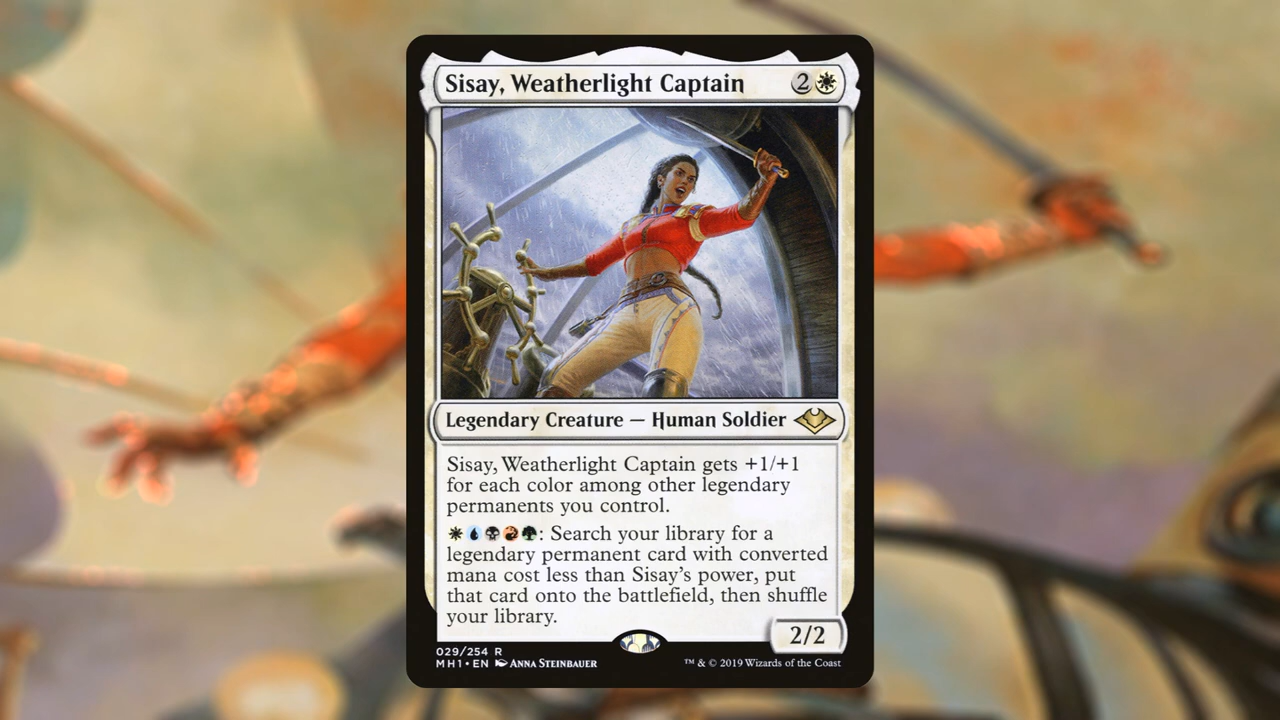 Sisay, Weatherlight Captain 2
Legendary Creature — Human Soldier
Sisay, Weatherlight Captain gets +1/+1
for each color among other legendary
permanents you control.
: Search your library for a
legendary permanent card with converted
mana cost less than Sisay's power, put
that card onto the battlefield, then shuffle
your library.
2/2
029/254 R
MH1 • EN Anna Steinbauer
™ & © 2019 Wizards of the Coast